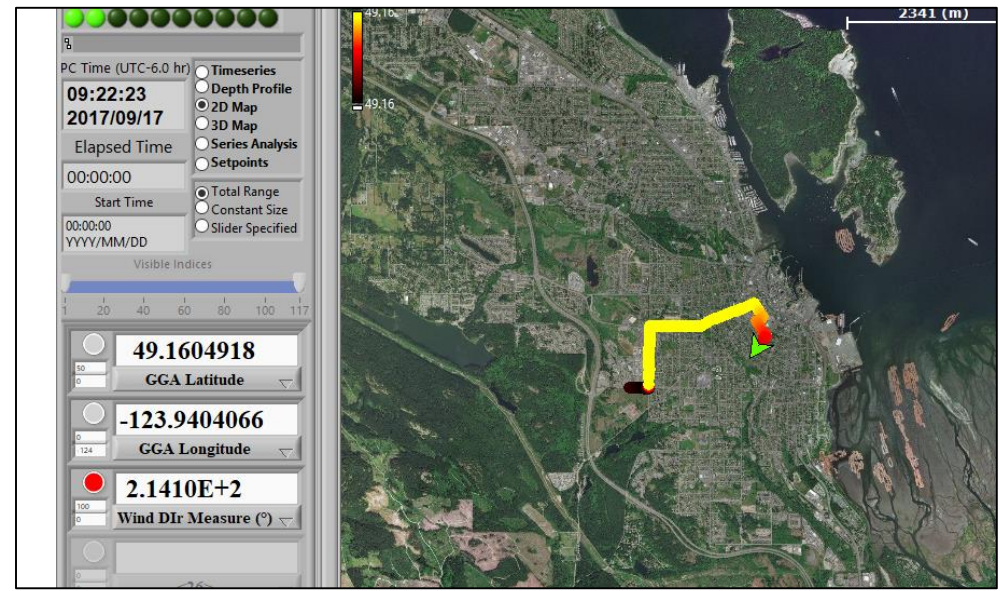 PC Time (UTC-6.0 hr)
09:22:23
2017/09/17
Elapsed Time
00:00:00
Start Time
00:00:00
YYYY/MM/DD
Timeseries
Depth Profile
2D Map
3D Map
Series Analysis
Setpoints
Total Range
Constant Size
Slider Specified
Visible Indices
1 20 40 60 80 100 117
50
0
49.1604918
GGA Latitude
0
-124
-123.9404066
GGA Longitude
100
0
2.1410E+2
Wind DIr Measure (°)
49.16
49.16
2341 (m)